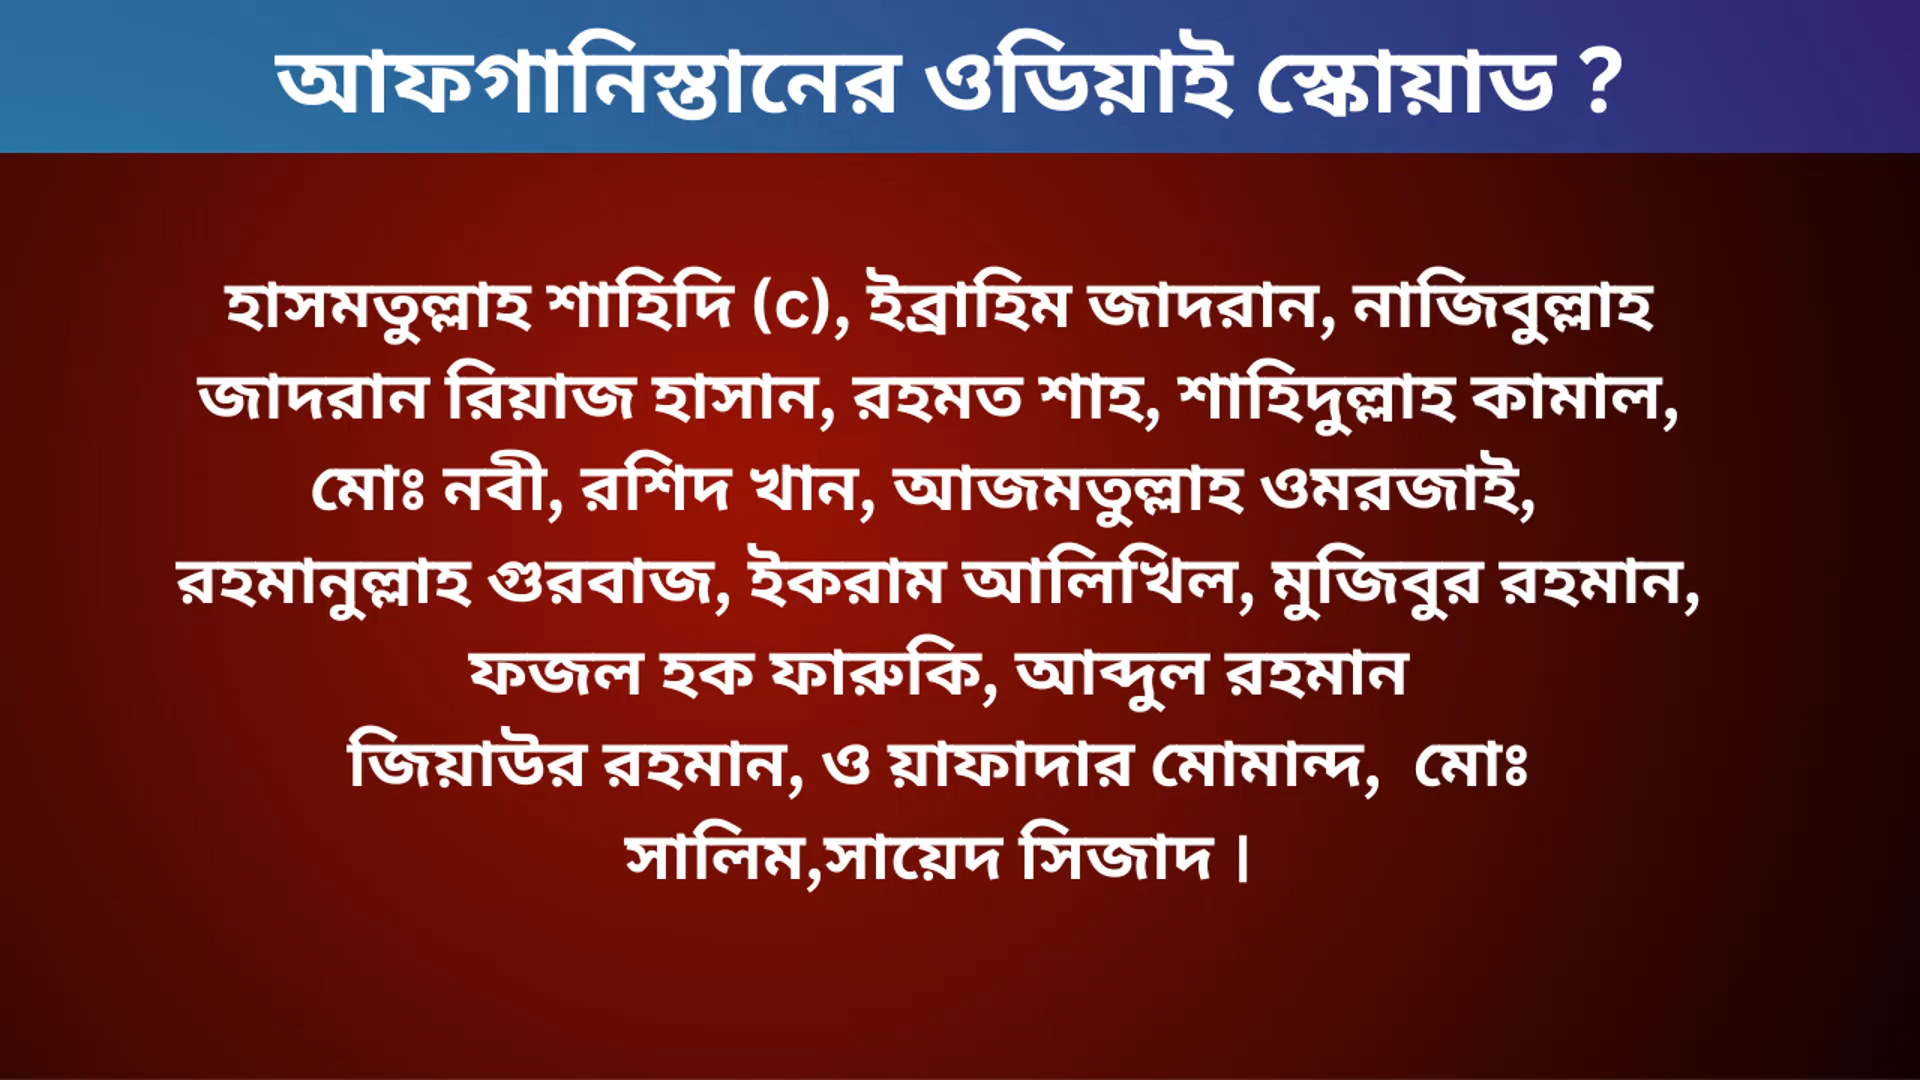 আফগানিস্তানের ওডিয়াই স্কোয়াড ?
হাসমতুল্লাহ শাহিদি (c), ইব্রাহিম জাদরান, নাজিবুল্লাহ
জাদরান রিয়াজ হাসান, রহমত শাহ, শাহিদুল্লাহ কামাল,
মোঃ নবী, রশিদ খান, আজমতুল্লাহ ওমরজাই,
রহমানুল্লাহ গুরবাজ, ইকরাম আলিখিল, মুজিবুর রহমান,
ফজল হক ফারুকি, আব্দুল রহমান
জিয়াউর রহমান, ও য়াফাদার মোমান্দ, মোঃ
সালিম,সায়েদ সিজাদ।